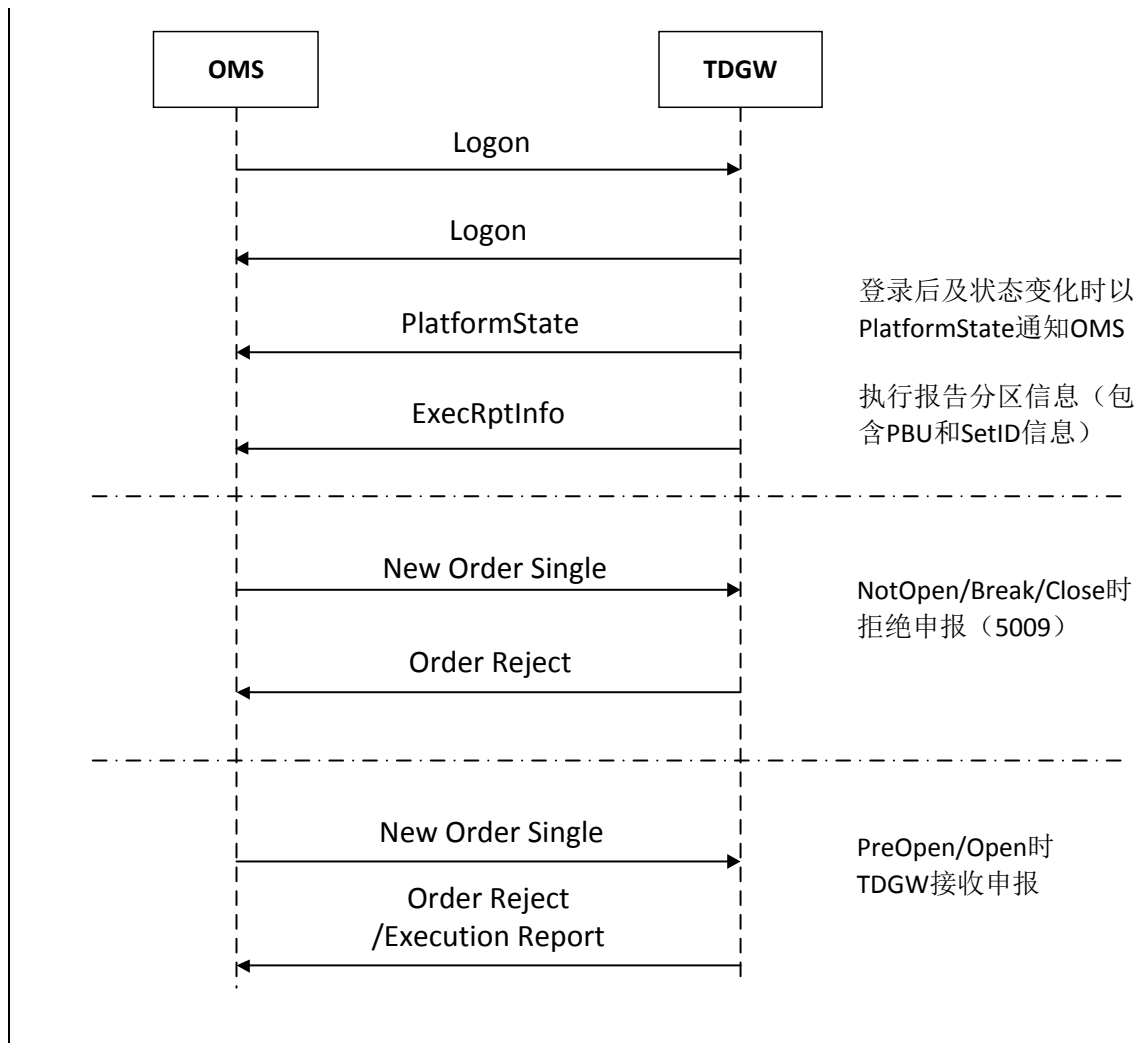 OMS
TDGW
Logon
Logon
登录后及状态变化时以
PlatformState通知OMS
PlatformState
执行报告分区信息（包
含PBU和SetID信息）
ExecRptInfo
New Order Single
NotOpen/Break/Close时
拒绝申报（5009）
Order Reject
New Order Single
PreOpen/Open时
TDGW接收申报
Order Reject
/Execution Report